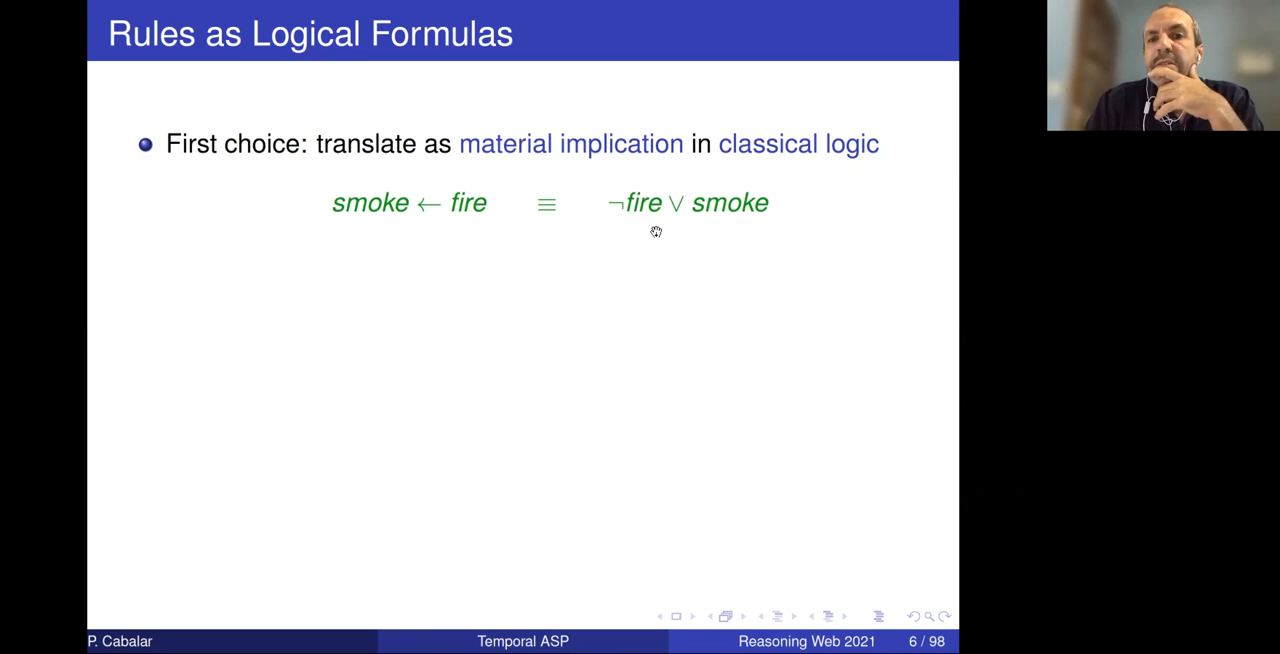 Rules as Logical Formulas
First choice: translate as material implication in classical logic
smoke ← fire ≡ ¬fire ∨ smoke
P. Cabalar Temporal ASP Reasoning Web 2021 6 / 98